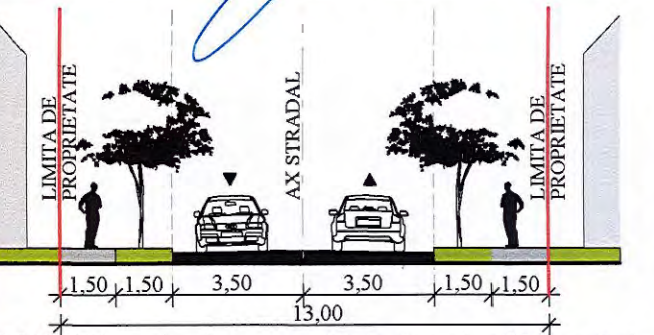 LIMITA DE
PROPRIETATE
AX STRADAL
LIMITA DE
PROPRIETATE
1,50 1,50 3,50 3,50 1,50 1,50
13,00